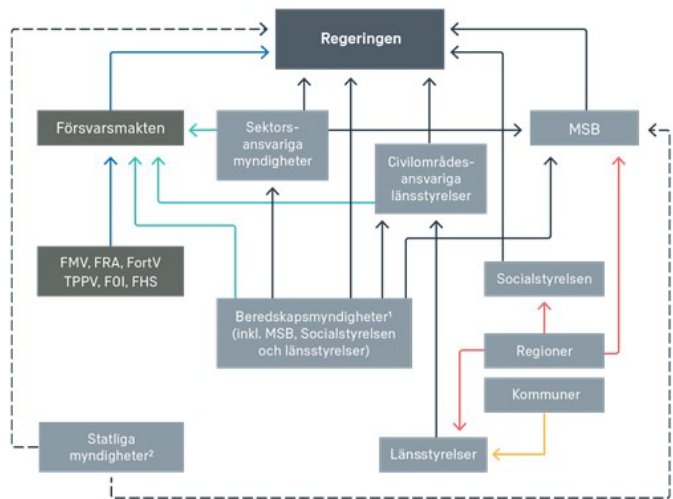 Regeringen
Försvarsmakten
Sektors-
ansvariga
myndigheter
MSB
Civilområdes-
ansvariga
länsstyrelser
FMV, FRA, FortV
TPPV, FOI, FHS
Socialstyrelsen
Beredskapsmyndigheter¹
(inkl. MSB, Socialstyrelsen
och länsstyrelser)
Regioner
Kommuner
Statliga
myndigheter²
Länsstyrelser